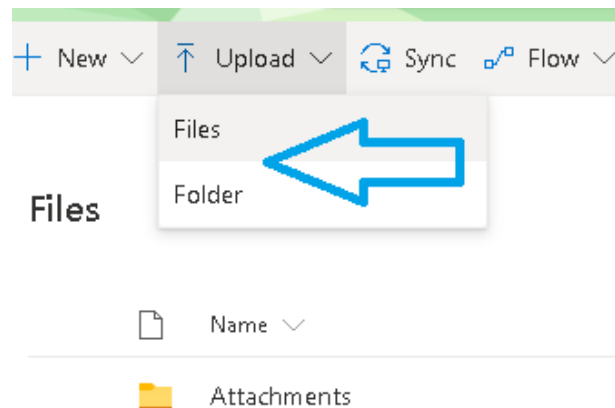 New Upload Sync Flow
Files
Folder
Files
Name
Attachments